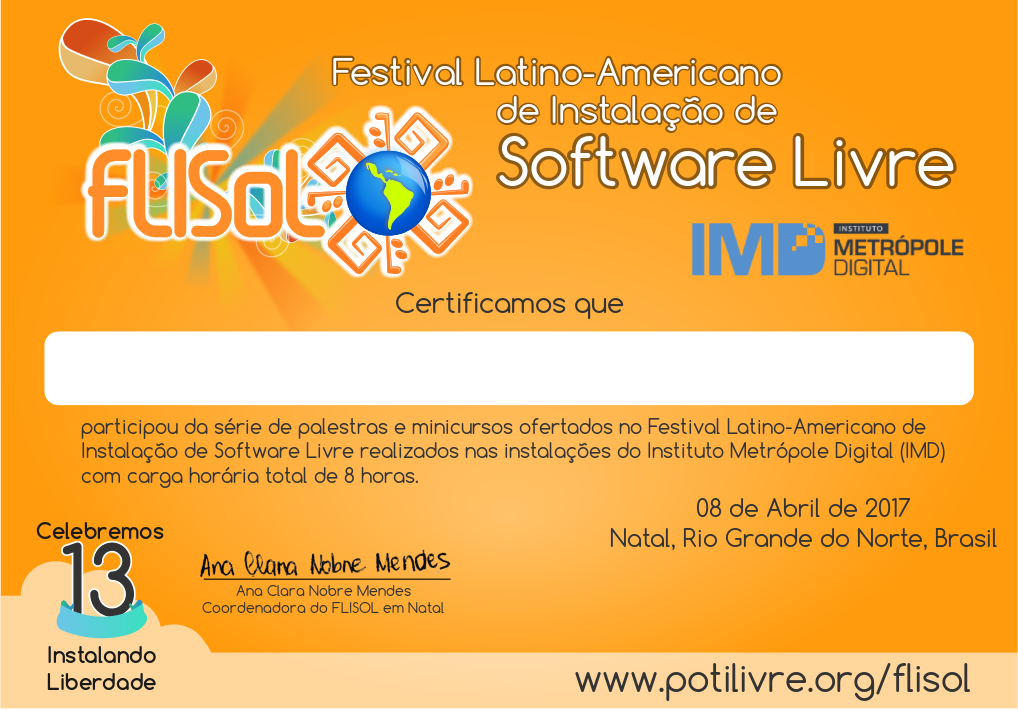 Festival Latino-Americano
de Instalação de
Software Livre
FLISoL
IMD
INSTITUTO
METRÓPOLE
DIGITAL
Certificamos que
participou da série de palestras e minicursos ofertados no Festival Latino-Americano de
Instalação de Software Livre realizados nas instalações do Instituto Metrópole Digital (IMD)
com carga horária total de 8 horas.
08 de Abril de 2017
Natal, Rio Grande do Norte, Brasil
Celebremos
13
Instalando
Liberdade
Ana Clara Nobre Mendes
Ana Clara Nobre Mendes
Coordenadora do FLISOL em Natal
www.potilivre.org/flisol